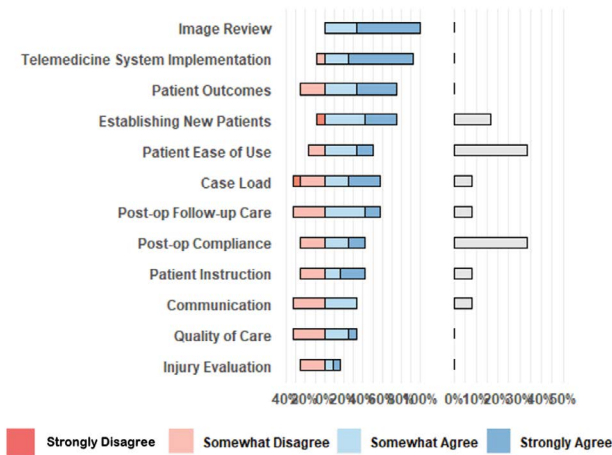 Image Review
Telemedicine System Implementation
Patient Outcomes
Establishing New Patients
Patient Ease of Use
Case Load
Post-op Follow-up Care
Post-op Compliance
Patient Instruction
Communication
Quality of Care
Injury Evaluation
40%20% 0%20%40%60%80%100% 0%10%20%30%40%50%
Strongly Disagree Somewhat Disagree Somewhat Agree Strongly Agree